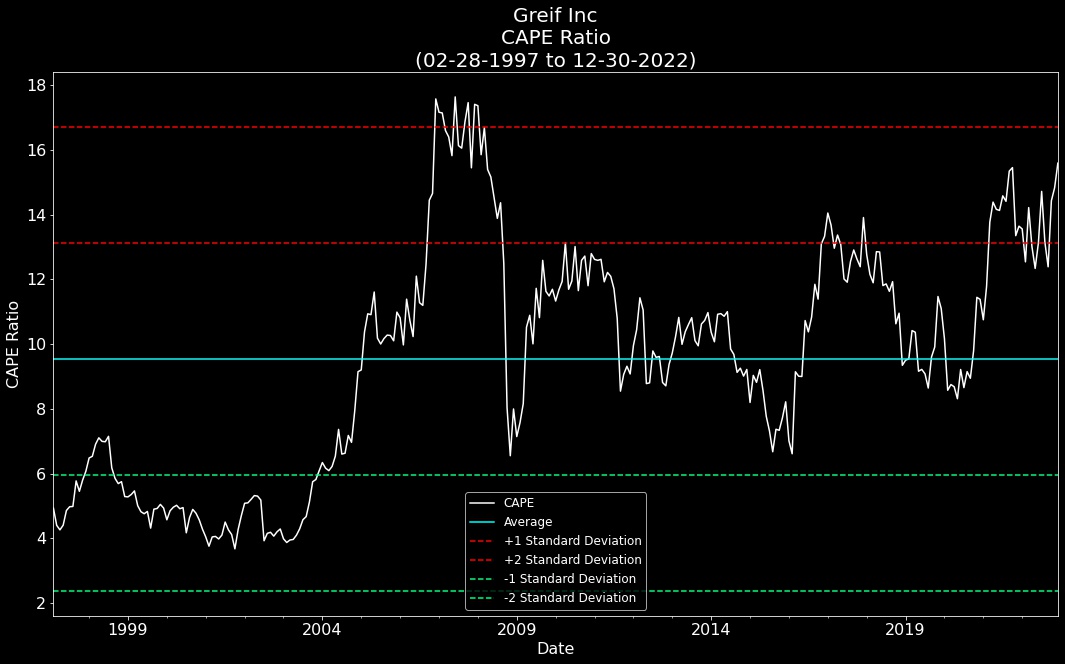 Greif Inc
CAPE Ratio
(02-28-1997 to 12-30-2022)
CAPE Ratio
18
16
14
12
10
8
6
4
2
CAPE
Average
+1 Standard Deviation
+2 Standard Deviation
-1 Standard Deviation
-2 Standard Deviation
1999
2004
2009
2014
2019
Date